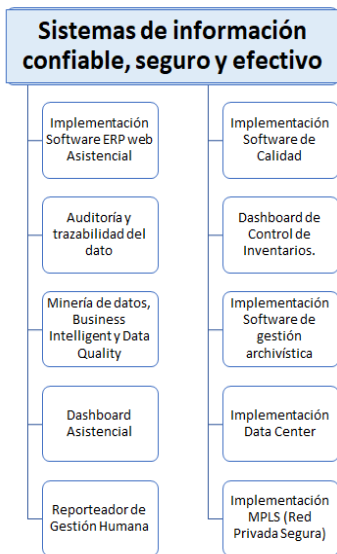 Sistemas de información
confiable, seguro y efectivo
Implementación
Software ERP web
Asistencial
Implementación
Software de
Calidad
Auditoría y
trazabilidad del
dato
Dashboard de
Control de
Inventarios.
Minería de datos,
Business
Intelligent y Data
Quality
Implementación
Software de
gestión
archivística
Dashboard
Asistencial
Implementación
Data Center
Reporteador de
Gestión Humana
Implementación
MPLS (Red
Privada Segura)